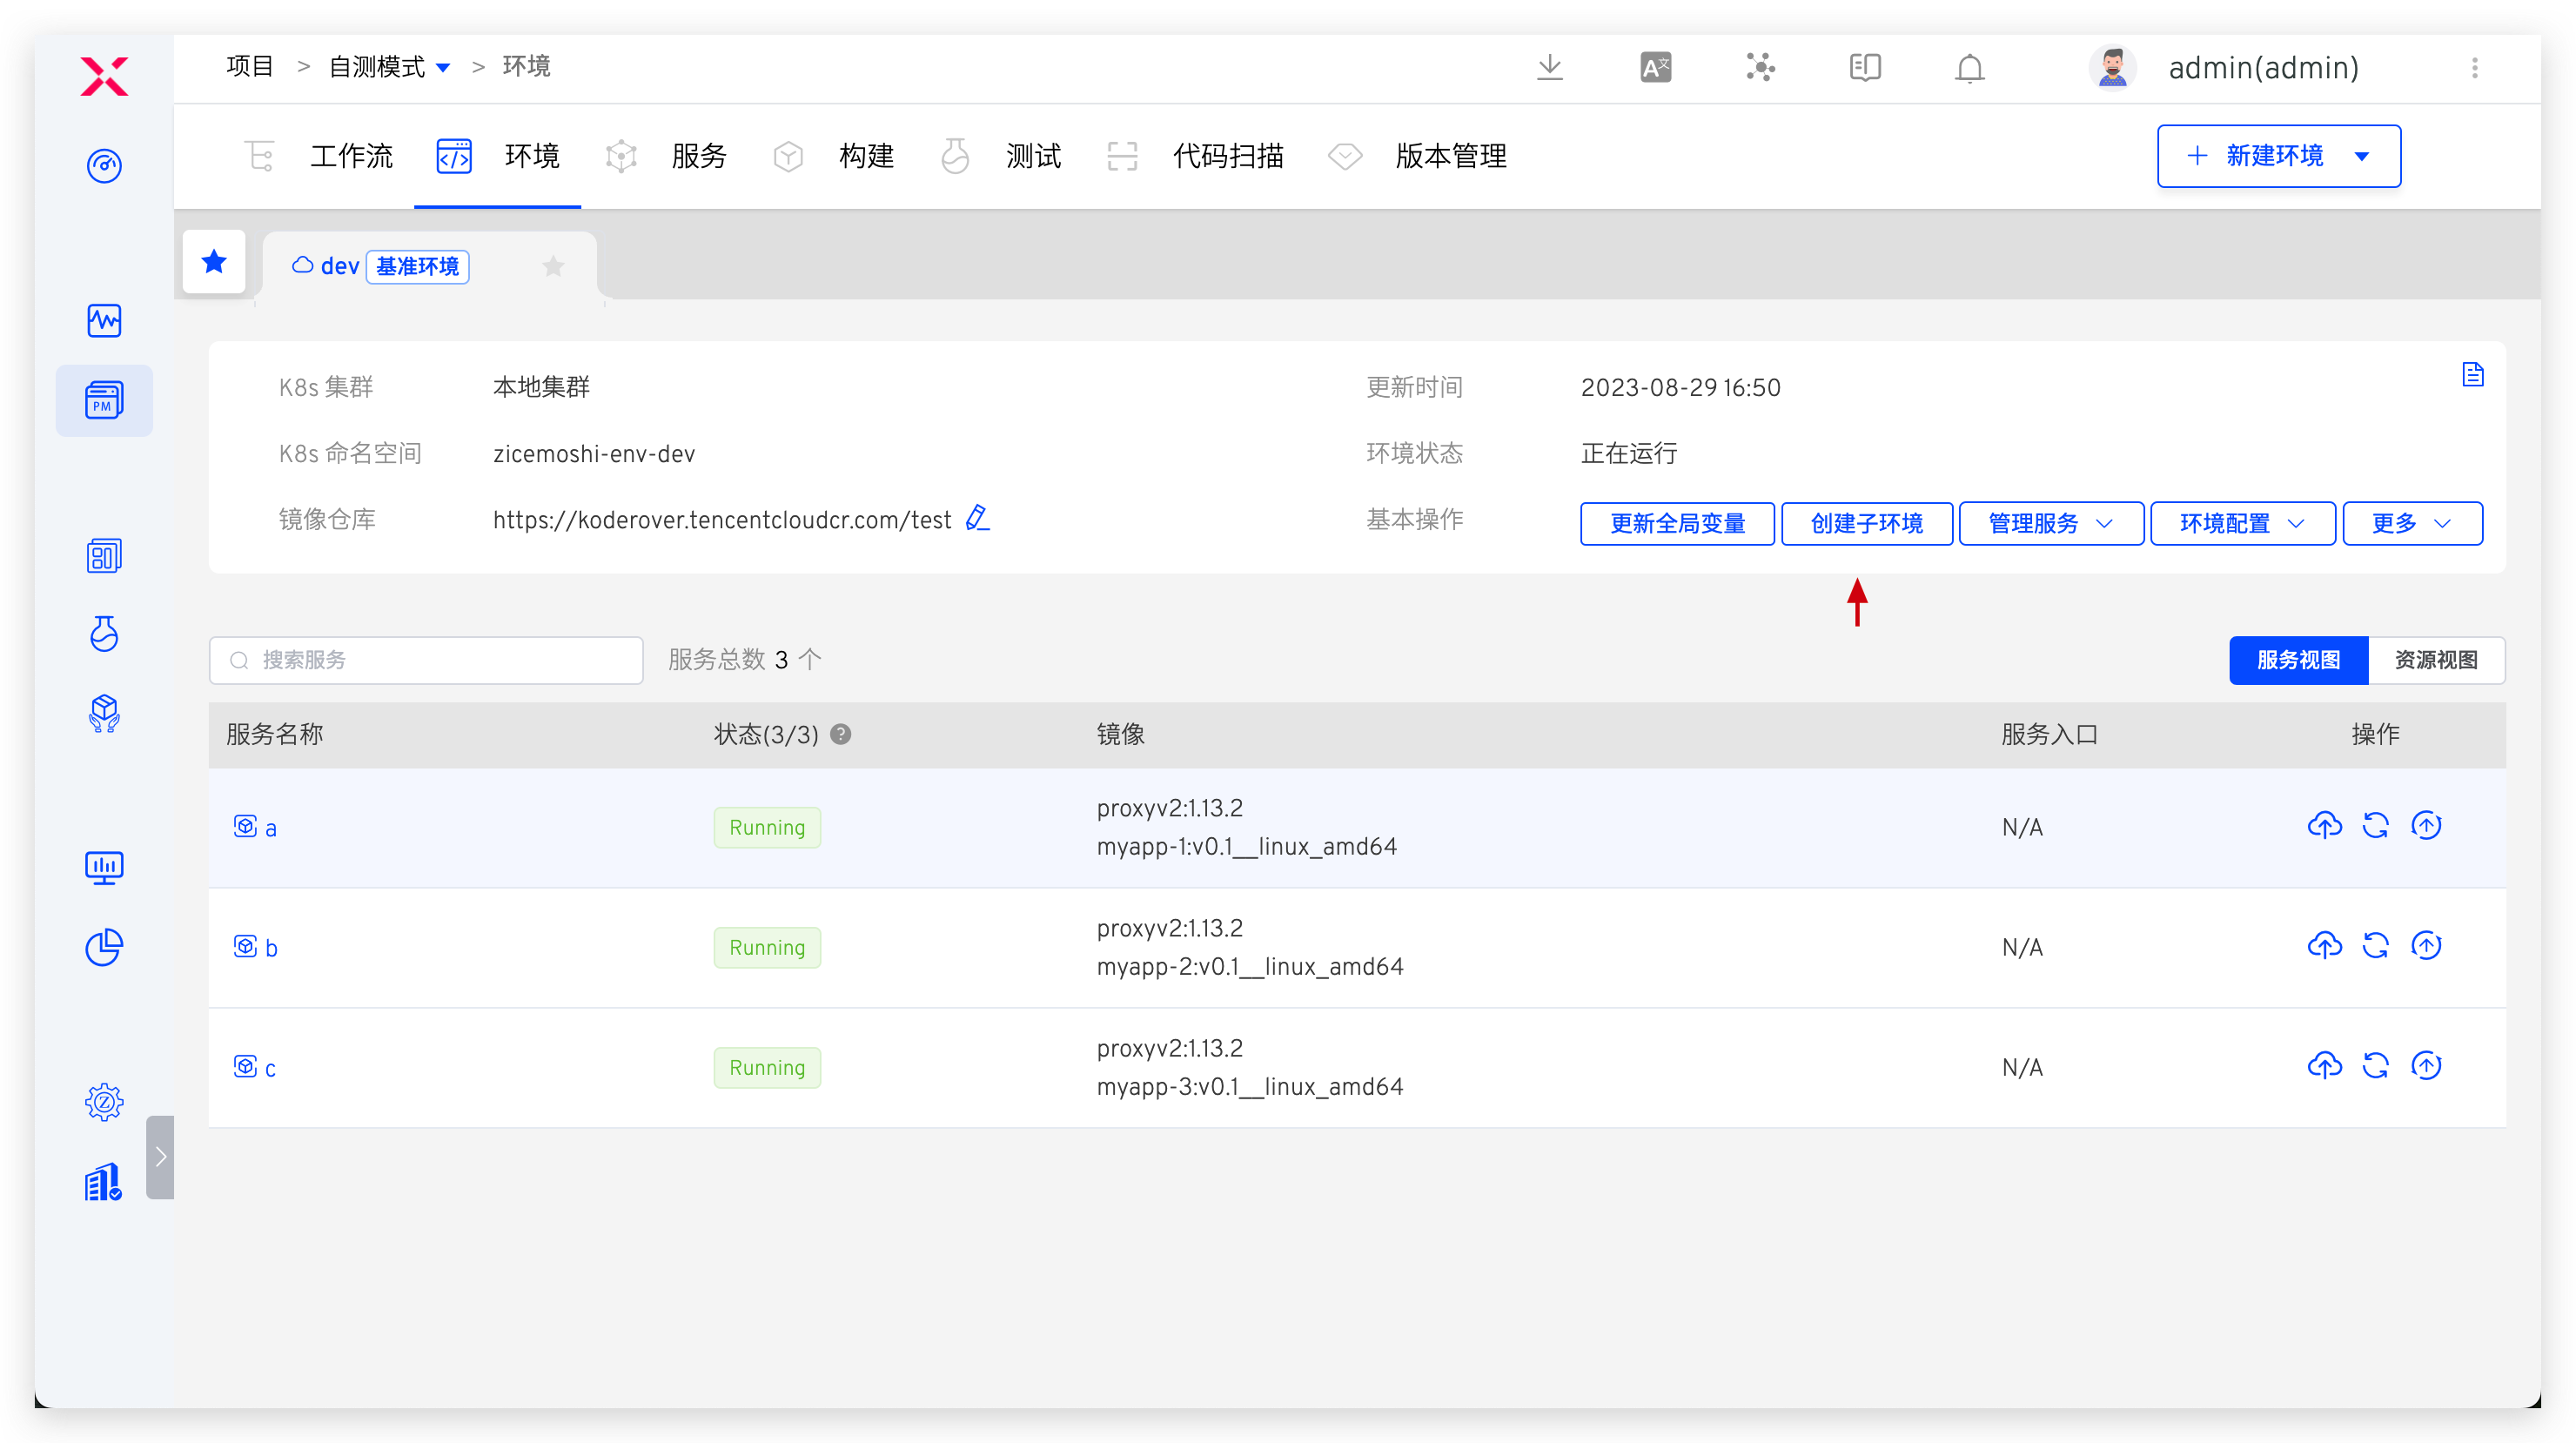 项目 > 自测模式 > 环境
A文
admin(admin)
工作流 环境 服务 构建 测试 代码扫描 版本管理
新建环境
dev 基准环境
PM
K8s 集群 本地集群 更新时间 2023-08-29 16:50
K8s 命名空间 zicemoshi-env-dev 环境状态 正在运行
镜像仓库 https://koderover.tencentcloudcr.com/test 基本操作 更新全局变量 创建子环境 管理服务 环境配置 更多
搜索服务 服务总数 3 个 服务视图 资源视图
服务名称 状态(3/3) ? 镜像 服务入口 操作
a Running proxyv2:1.13.2
myapp-1:v0.1__linux_amd64 N/A
b Running proxyv2:1.13.2
myapp-2:v0.1__linux_amd64 N/A
c Running proxyv2:1.13.2
myapp-3:v0.1__linux_amd64 N/A
Z